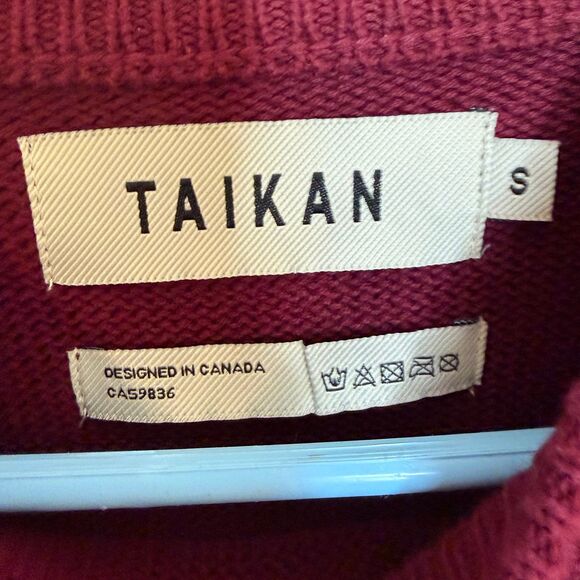 TAIKAN
S
DESIGNED IN CANADA
CA59836